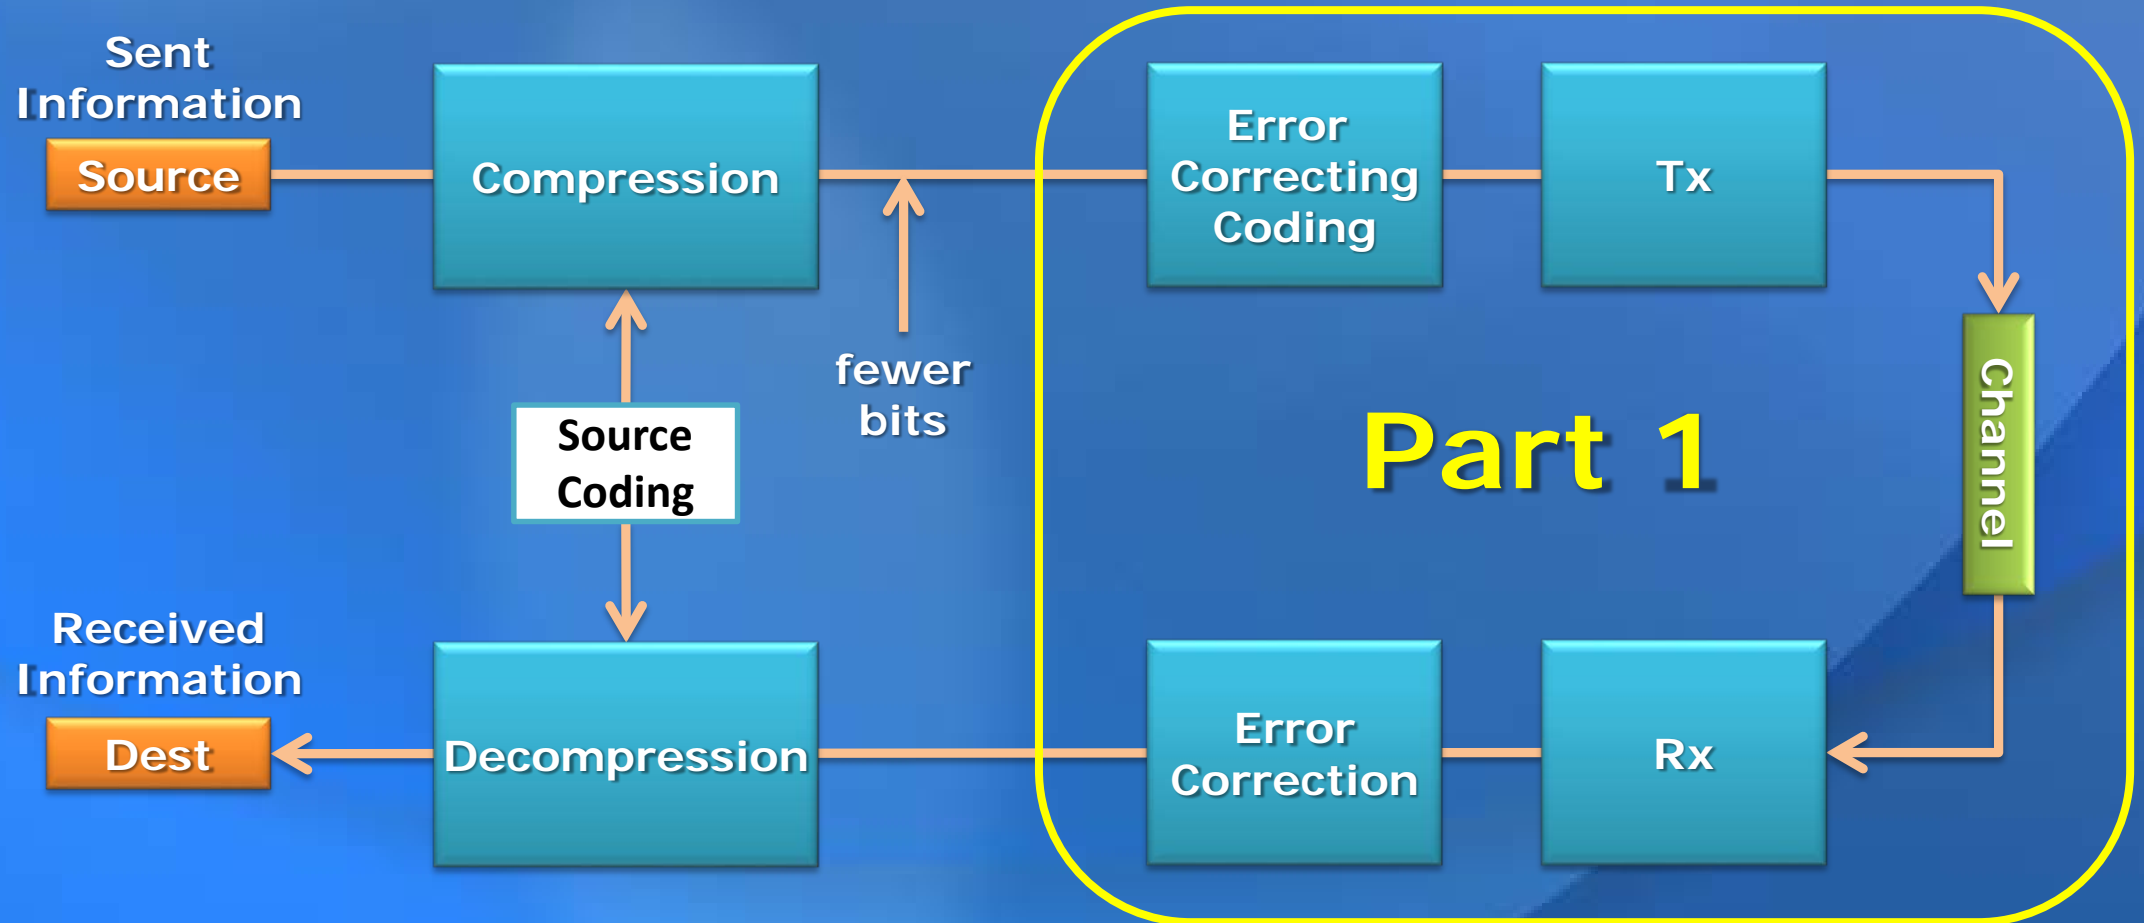 Sent
Information
Source
Compression
Error
Correcting
Coding
Tx
fewer
bits
Source
Coding
Part 1
Channel
Received
Information
Dest
Decompression
Error
Correction
Rx